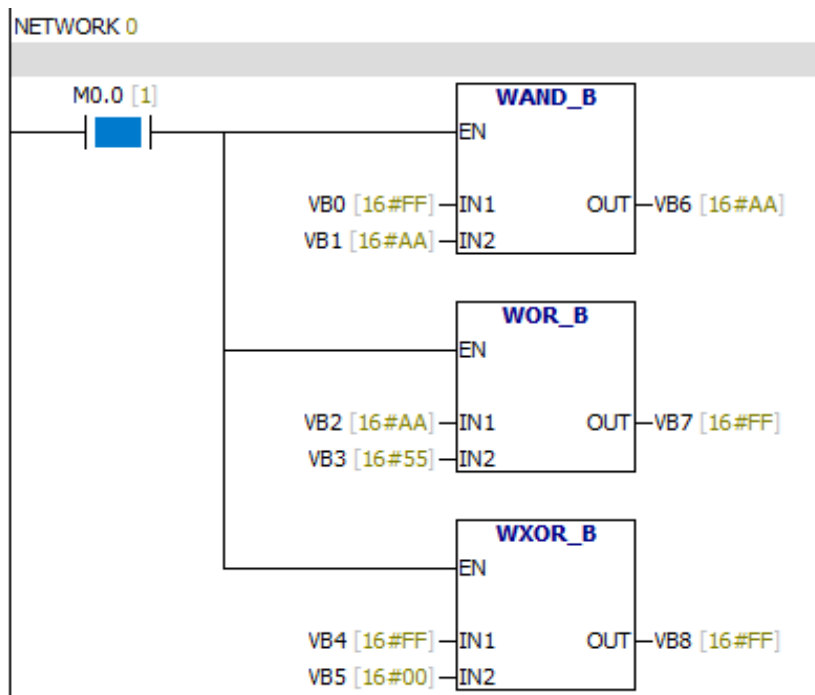 NETWORK 0
M0.0 [1]
WAND_B
EN
VB0 [16#FF] IN1 OUT VB6 [16#AA]
VB1 [16#AA] IN2
WOR_B
EN
VB2 [16#AA] IN1 OUT VB7 [16#FF]
VB3 [16#55] IN2
WXOR_B
EN
VB4 [16#FF] IN1 OUT VB8 [16#FF]
VB5 [16#00] IN2